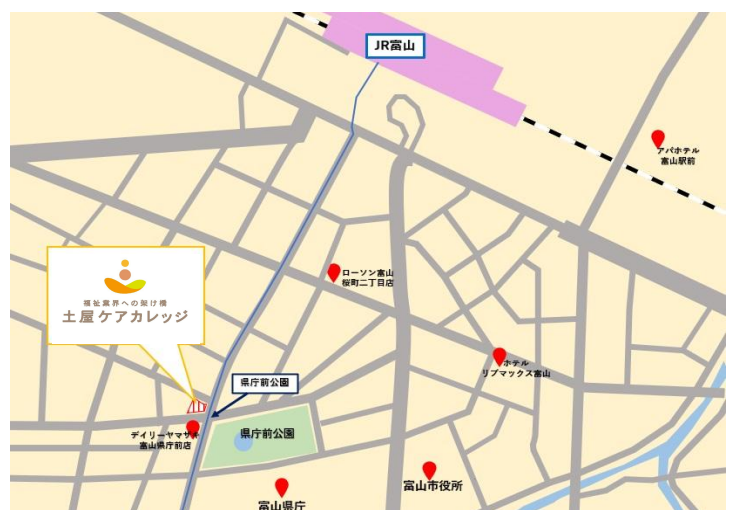 JR富山
アパホテル
富山駅前
ローソン富山
桜町二丁目店
福祉業界への架け橋
土屋ケアカレッジ
ホテル
リブマックス富山
県庁前公園
デイリーヤマザキ
富山県庁前店
県庁前公園
富山市役所
富山県庁